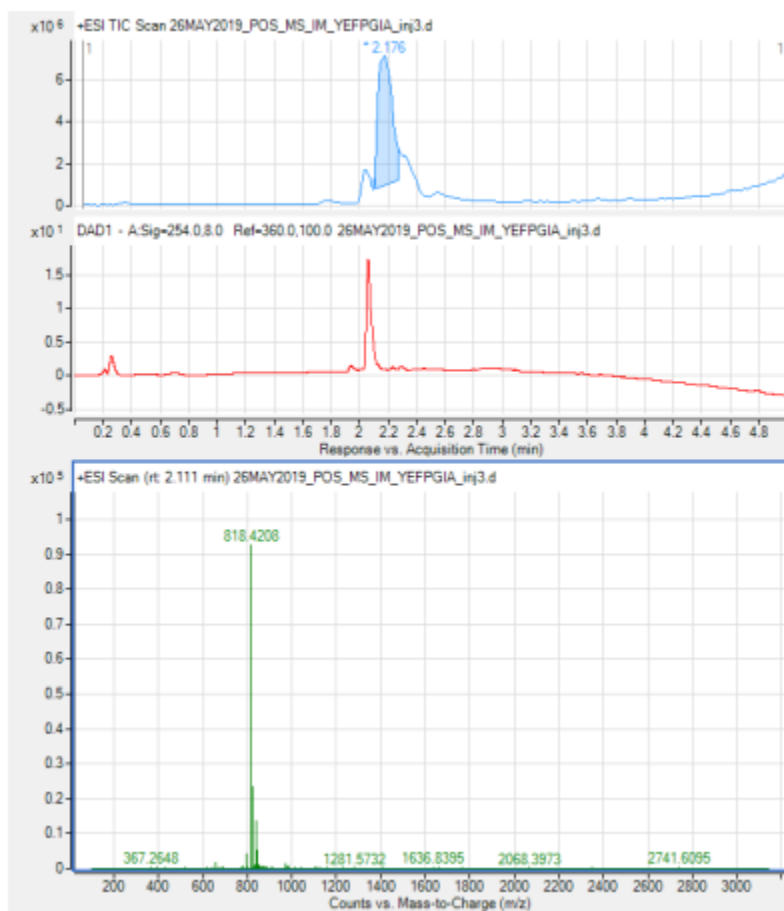 x10 6 +ESI TIC Scan 26MAY2019_POS_MS_IM_YEFPGIA_inj3.d
1 * 2.176 1
6
4
2
0
x10 1 DAD1 - A:Sig=254.0,8.0 Ref=360.0,100.0 26MAY2019_POS_MS_IM_YEFPGIA_inj3.d
1.5
1
0.5
0
-0.5
0.2 0.4 0.6 0.8 1 1.2 1.4 1.6 1.8 2 2.2 2.4 2.6 2.8 3 3.2 3.4 3.6 3.8 4 4.2 4.4 4.6 4.8
Response vs. Acquisition Time (min)
x10 5 +ESI Scan (rt: 2.111 min) 26MAY2019_POS_MS_IM_YEFPGIA_inj3.d
1
818.4208
0.9
0.8
0.7
0.6
0.5
0.4
0.3
0.2
0.1
367.2648 1281.5732 1636.8395 2068.3973 2741.6095
0
200 400 600 800 1000 1200 1400 1600 1800 2000 2200 2400 2600 2800 3000
Counts vs. Mass-to-Charge (m/z)